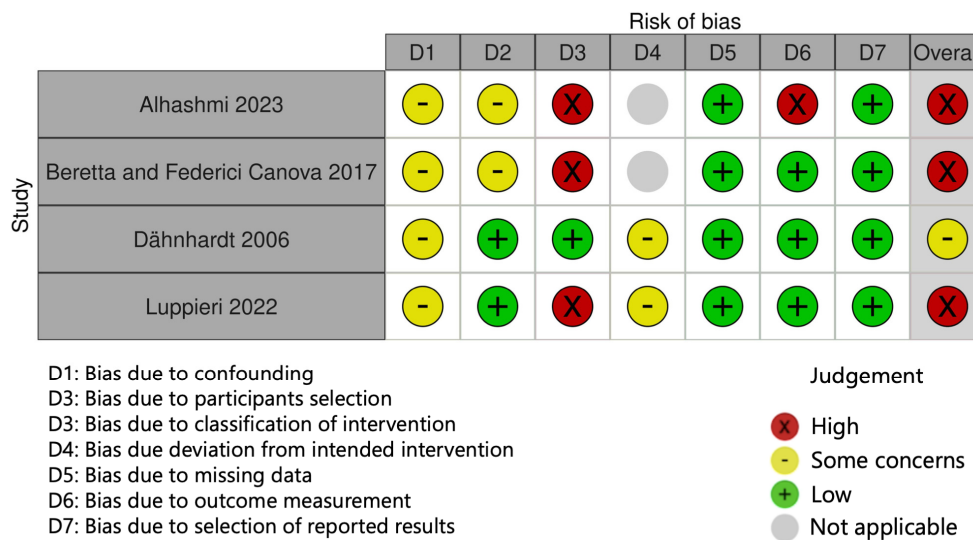 Risk of bias
D1 D2 D3 D4 D5 D6 D7 Overa
Study
Alhashmi 2023 - - X + X + X
Beretta and Federici Canova 2017 - - X + + + X
Dähnhardt 2006 - + + - + + + -
Luppieri 2022 - + X - + + + X
D1: Bias due to confounding
D3: Bias due to participants selection
D3: Bias due to classification of intervention
D4: Bias deviation from intended intervention
D5: Bias due to missing data
D6: Bias due to outcome measurement
D7: Bias due to selection of reported results
Judgement
X High
- Some concerns
+ Low
Not applicable